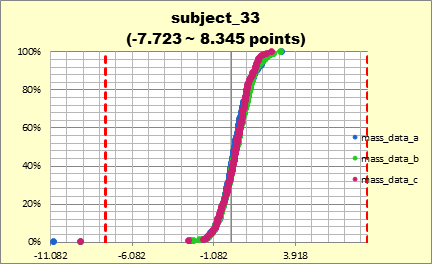 subject_33
(-7.723 ~ 8.345 points)
100%
80%
60%
40%
20%
0%
mass_data_a
mass_data_b
mass_data_c
-11.082
-6.082
-1.082
3.918